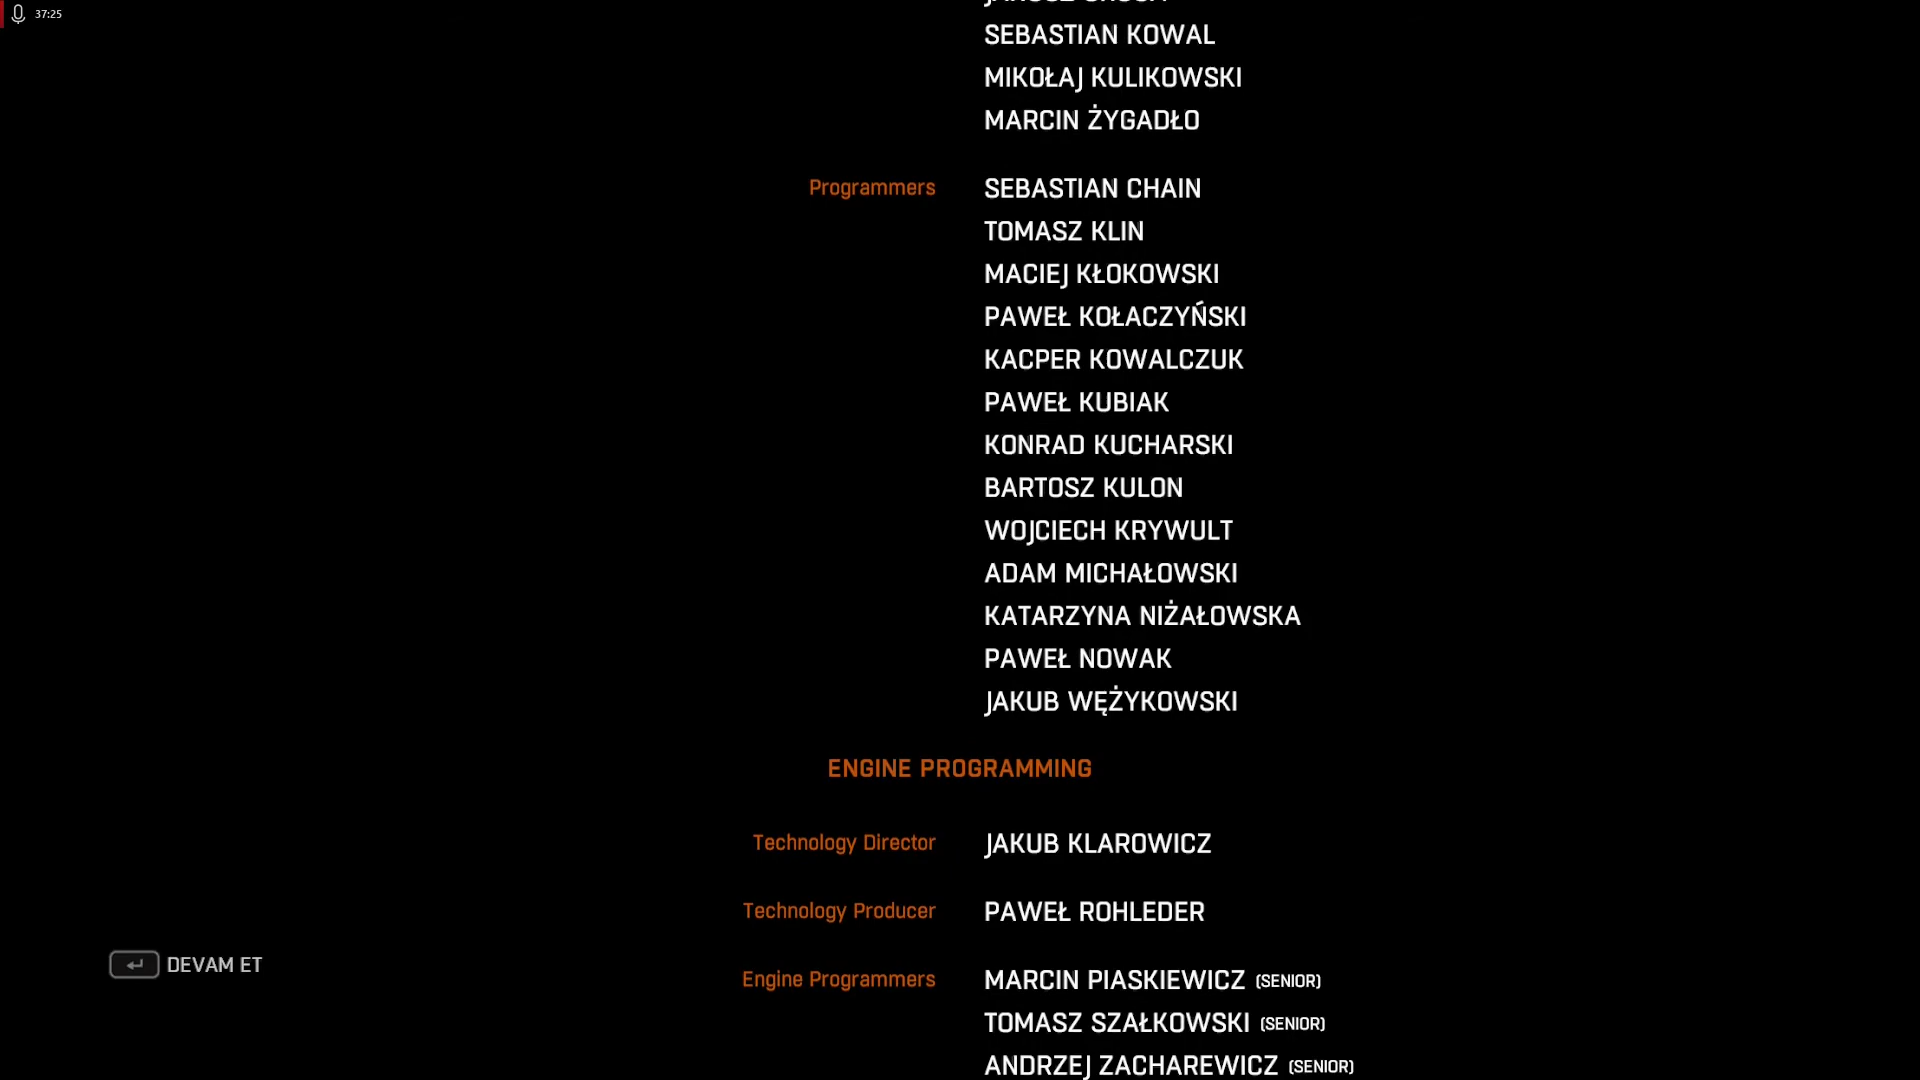 37:25
SEBASTIAN KOWAL
MIKOŁAJ KULIKOWSKI
MARCIN ŻYGADŁO
Programmers SEBASTIAN CHAIN
TOMASZ KLIN
MACIEJ KŁOKOWSKI
PAWEŁ KOŁACZYŃSKI
KACPER KOWALCZUK
PAWEŁ KUBIAK
KONRAD KUCHARSKI
BARTOSZ KULON
WOJCIECH KRYWULT
ADAM MICHAŁOWSKI
KATARZYNA NIŻAŁOWSKA
PAWEŁ NOWAK
JAKUB WĘŻYKOWSKI
ENGINE PROGRAMMING
Technology Director JAKUB KLAROWICZ
Technology Producer PAWEŁ ROHLEDER
DEVAM ET
Engine Programmers MARCIN PIASKIEWICZ (SENIOR)
TOMASZ SZAŁKOWSKI (SENIOR)
ANDRZEJ ZACHAREWICZ (SENIOR)